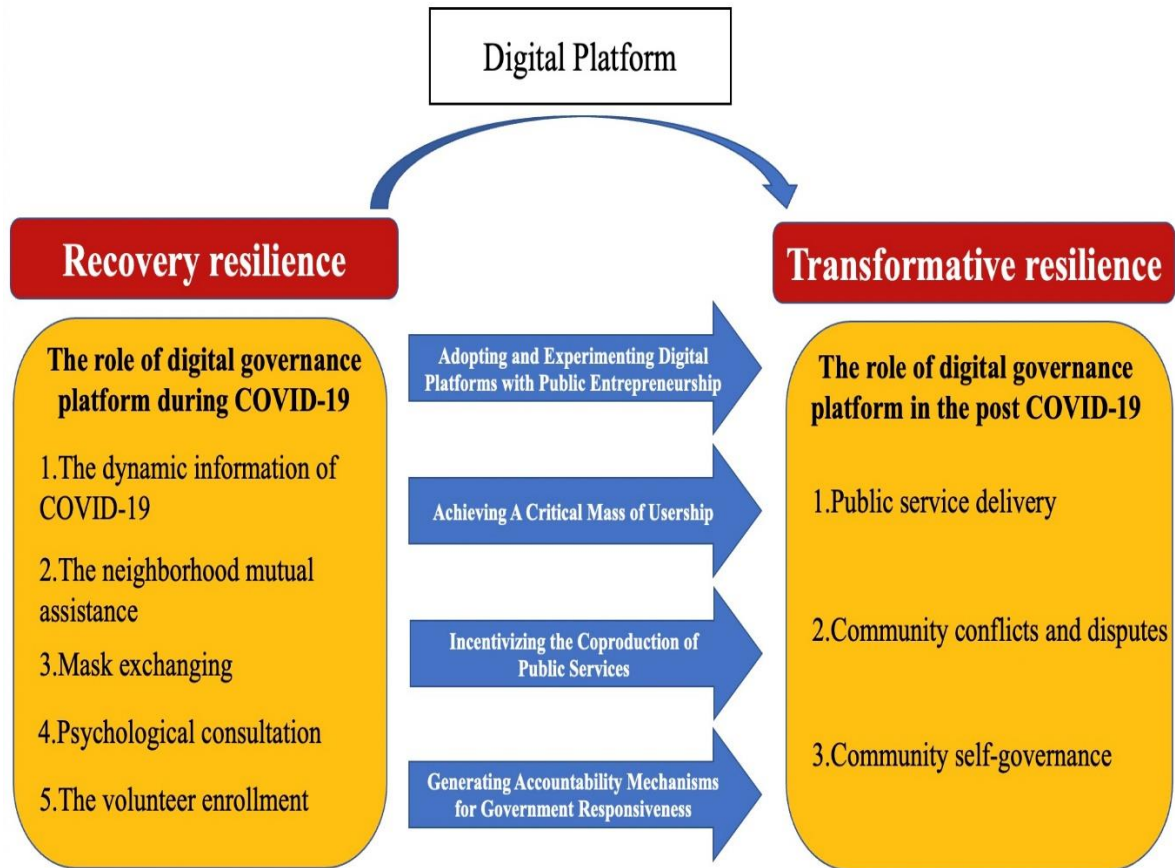 Digital Platform
Recovery resilience
The role of digital governance
platform during COVID-19
1.The dynamic information of
COVID-19
2.The neighborhood mutual
assistance
3.Mask exchanging
4.Psychological consultation
5.The volunteer enrollment
Adopting and Experimenting Digital
Platforms with Public Entrepreneurship
Achieving A Critical Mass of Usership
Incentivizing the Coproduction of
Public Services
Generating Accountability Mechanisms
for Government Responsiveness
Transformative resilience
The role of digital governance
platform in the post COVID-19
1.Public service delivery
2.Community conflicts and disputes
3.Community self-governance